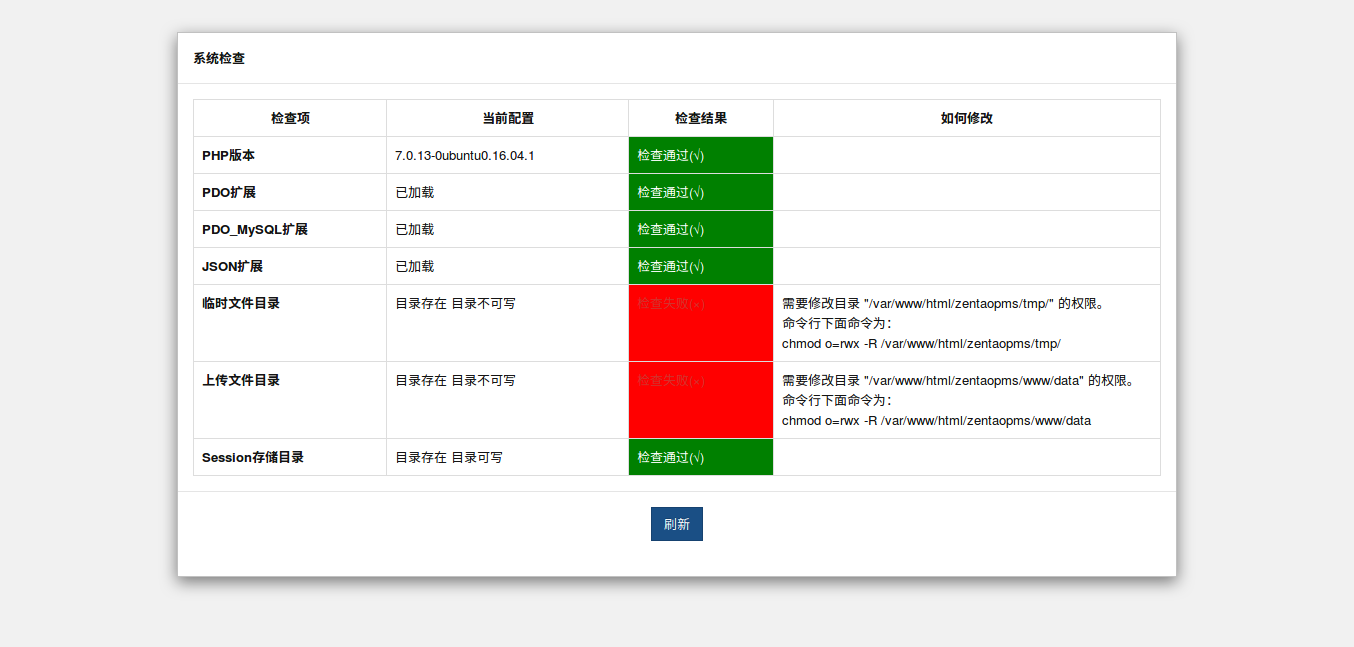 系统检查
检查项 当前配置 检查结果 如何修改
PHP版本 7.0.13-0ubuntu0.16.04.1 检查通过(√)
PDO扩展 已加载 检查通过(√)
PDO_MySQL扩展 已加载 检查通过(√)
JSON扩展 已加载 检查通过(√)
临时文件目录 目录存在 目录不可写 检查失败(×) 需要修改目录 "/var/www/html/zentaopms/tmp/" 的权限。
命令行下面命令为：
chmod o=rwx -R /var/www/html/zentaopms/tmp/
上传文件目录 目录存在 目录不可写 检查失败(×) 需要修改目录 "/var/www/html/zentaopms/www/data" 的权限。
命令行下面命令为：
chmod o=rwx -R /var/www/html/zentaopms/www/data
Session存储目录 目录存在 目录可写 检查通过(√)
刷新